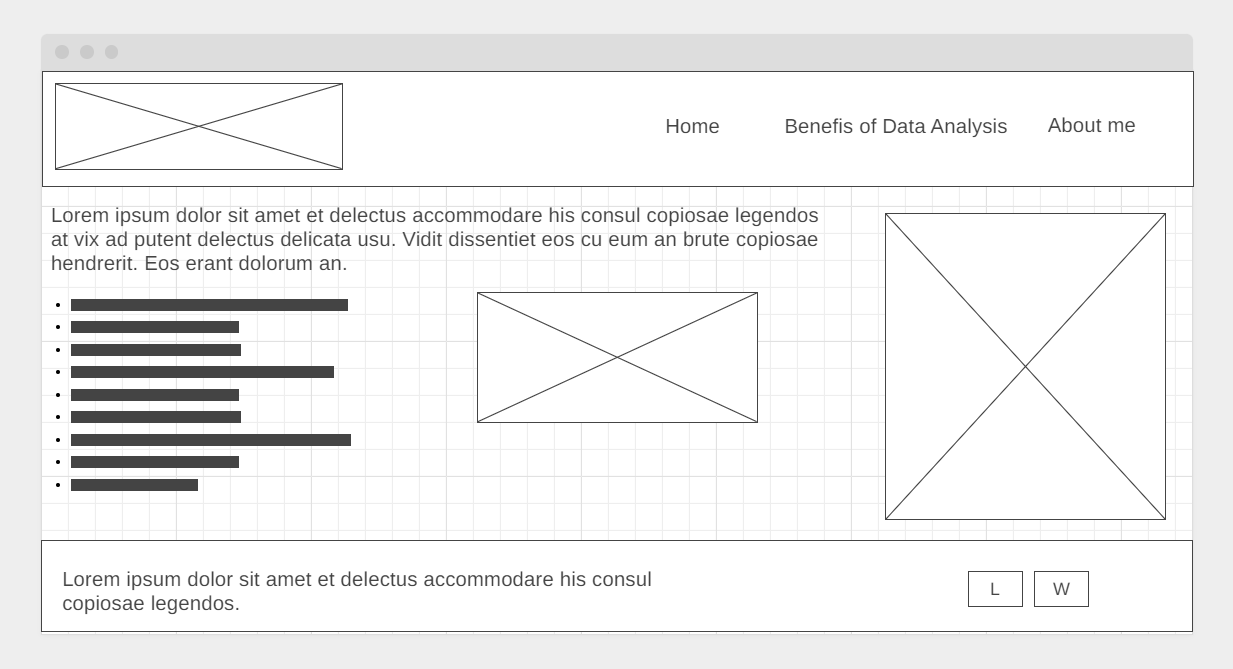 Home
Benefis of Data Analysis
About me
Lorem ipsum dolor sit amet et delectus accommodare his consul copiosae legendos
at vix ad putent delectus delicata usu. Vidit dissentiet eos cu eum an brute copiosae
hendrerit. Eos erant dolorum an.
Lorem ipsum dolor sit amet et delectus accommodare his consul
copiosae legendos.
L
W